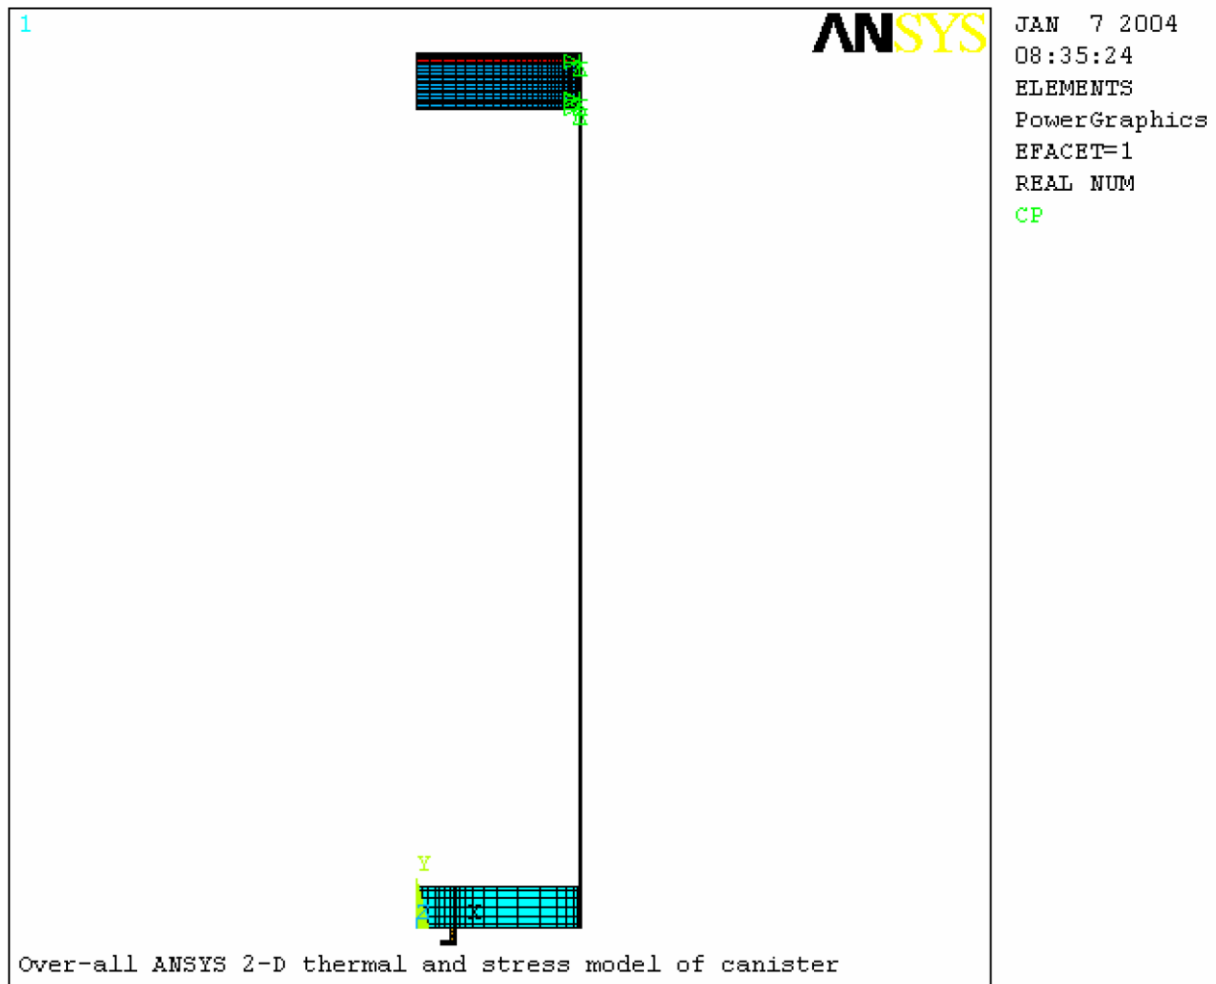 1
ANSYS
JAN 7 2004
08:35:24
ELEMENTS
PowerGraphics
EFACET=1
REAL NUM
CP
Y
Z X
Over-all ANSYS 2-D thermal and stress model of canister